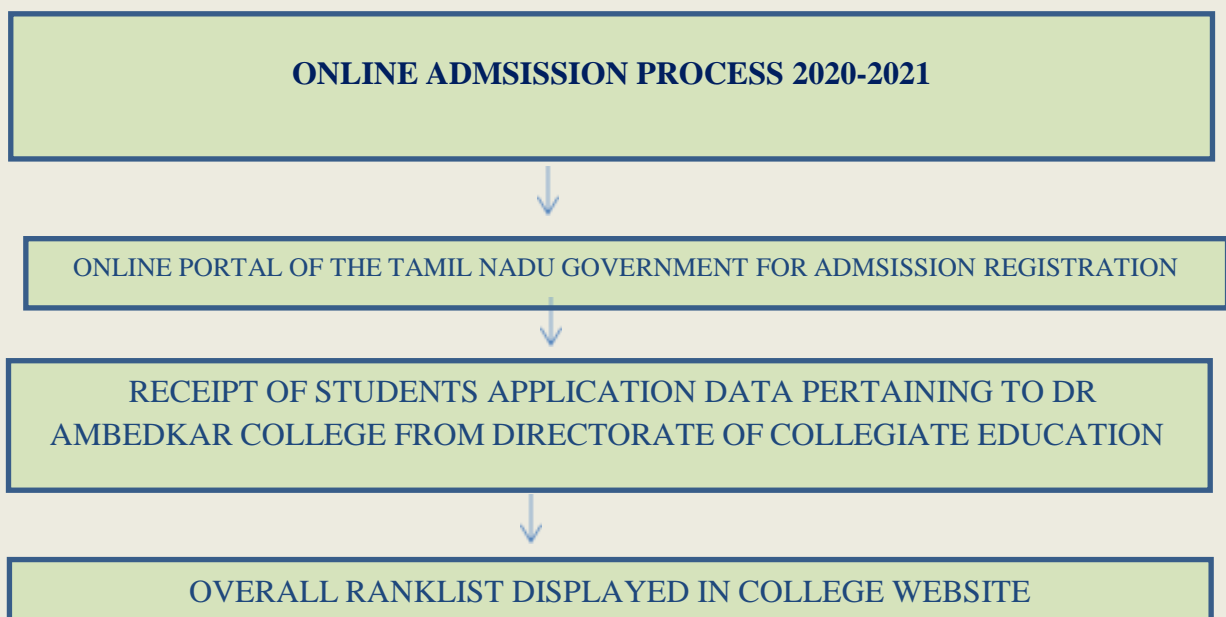 ONLINE ADMSISSION PROCESS 2020-2021
ONLINE PORTAL OF THE TAMIL NADU GOVERNMENT FOR ADMSISSION REGISTRATION
RECEIPT OF STUDENTS APPLICATION DATA PERTAINING TO DR
AMBEDKAR COLLEGE FROM DIRECTORATE OF COLLEGIATE EDUCATION
OVERALL RANKLIST DISPLAYED IN COLLEGE WEBSITE